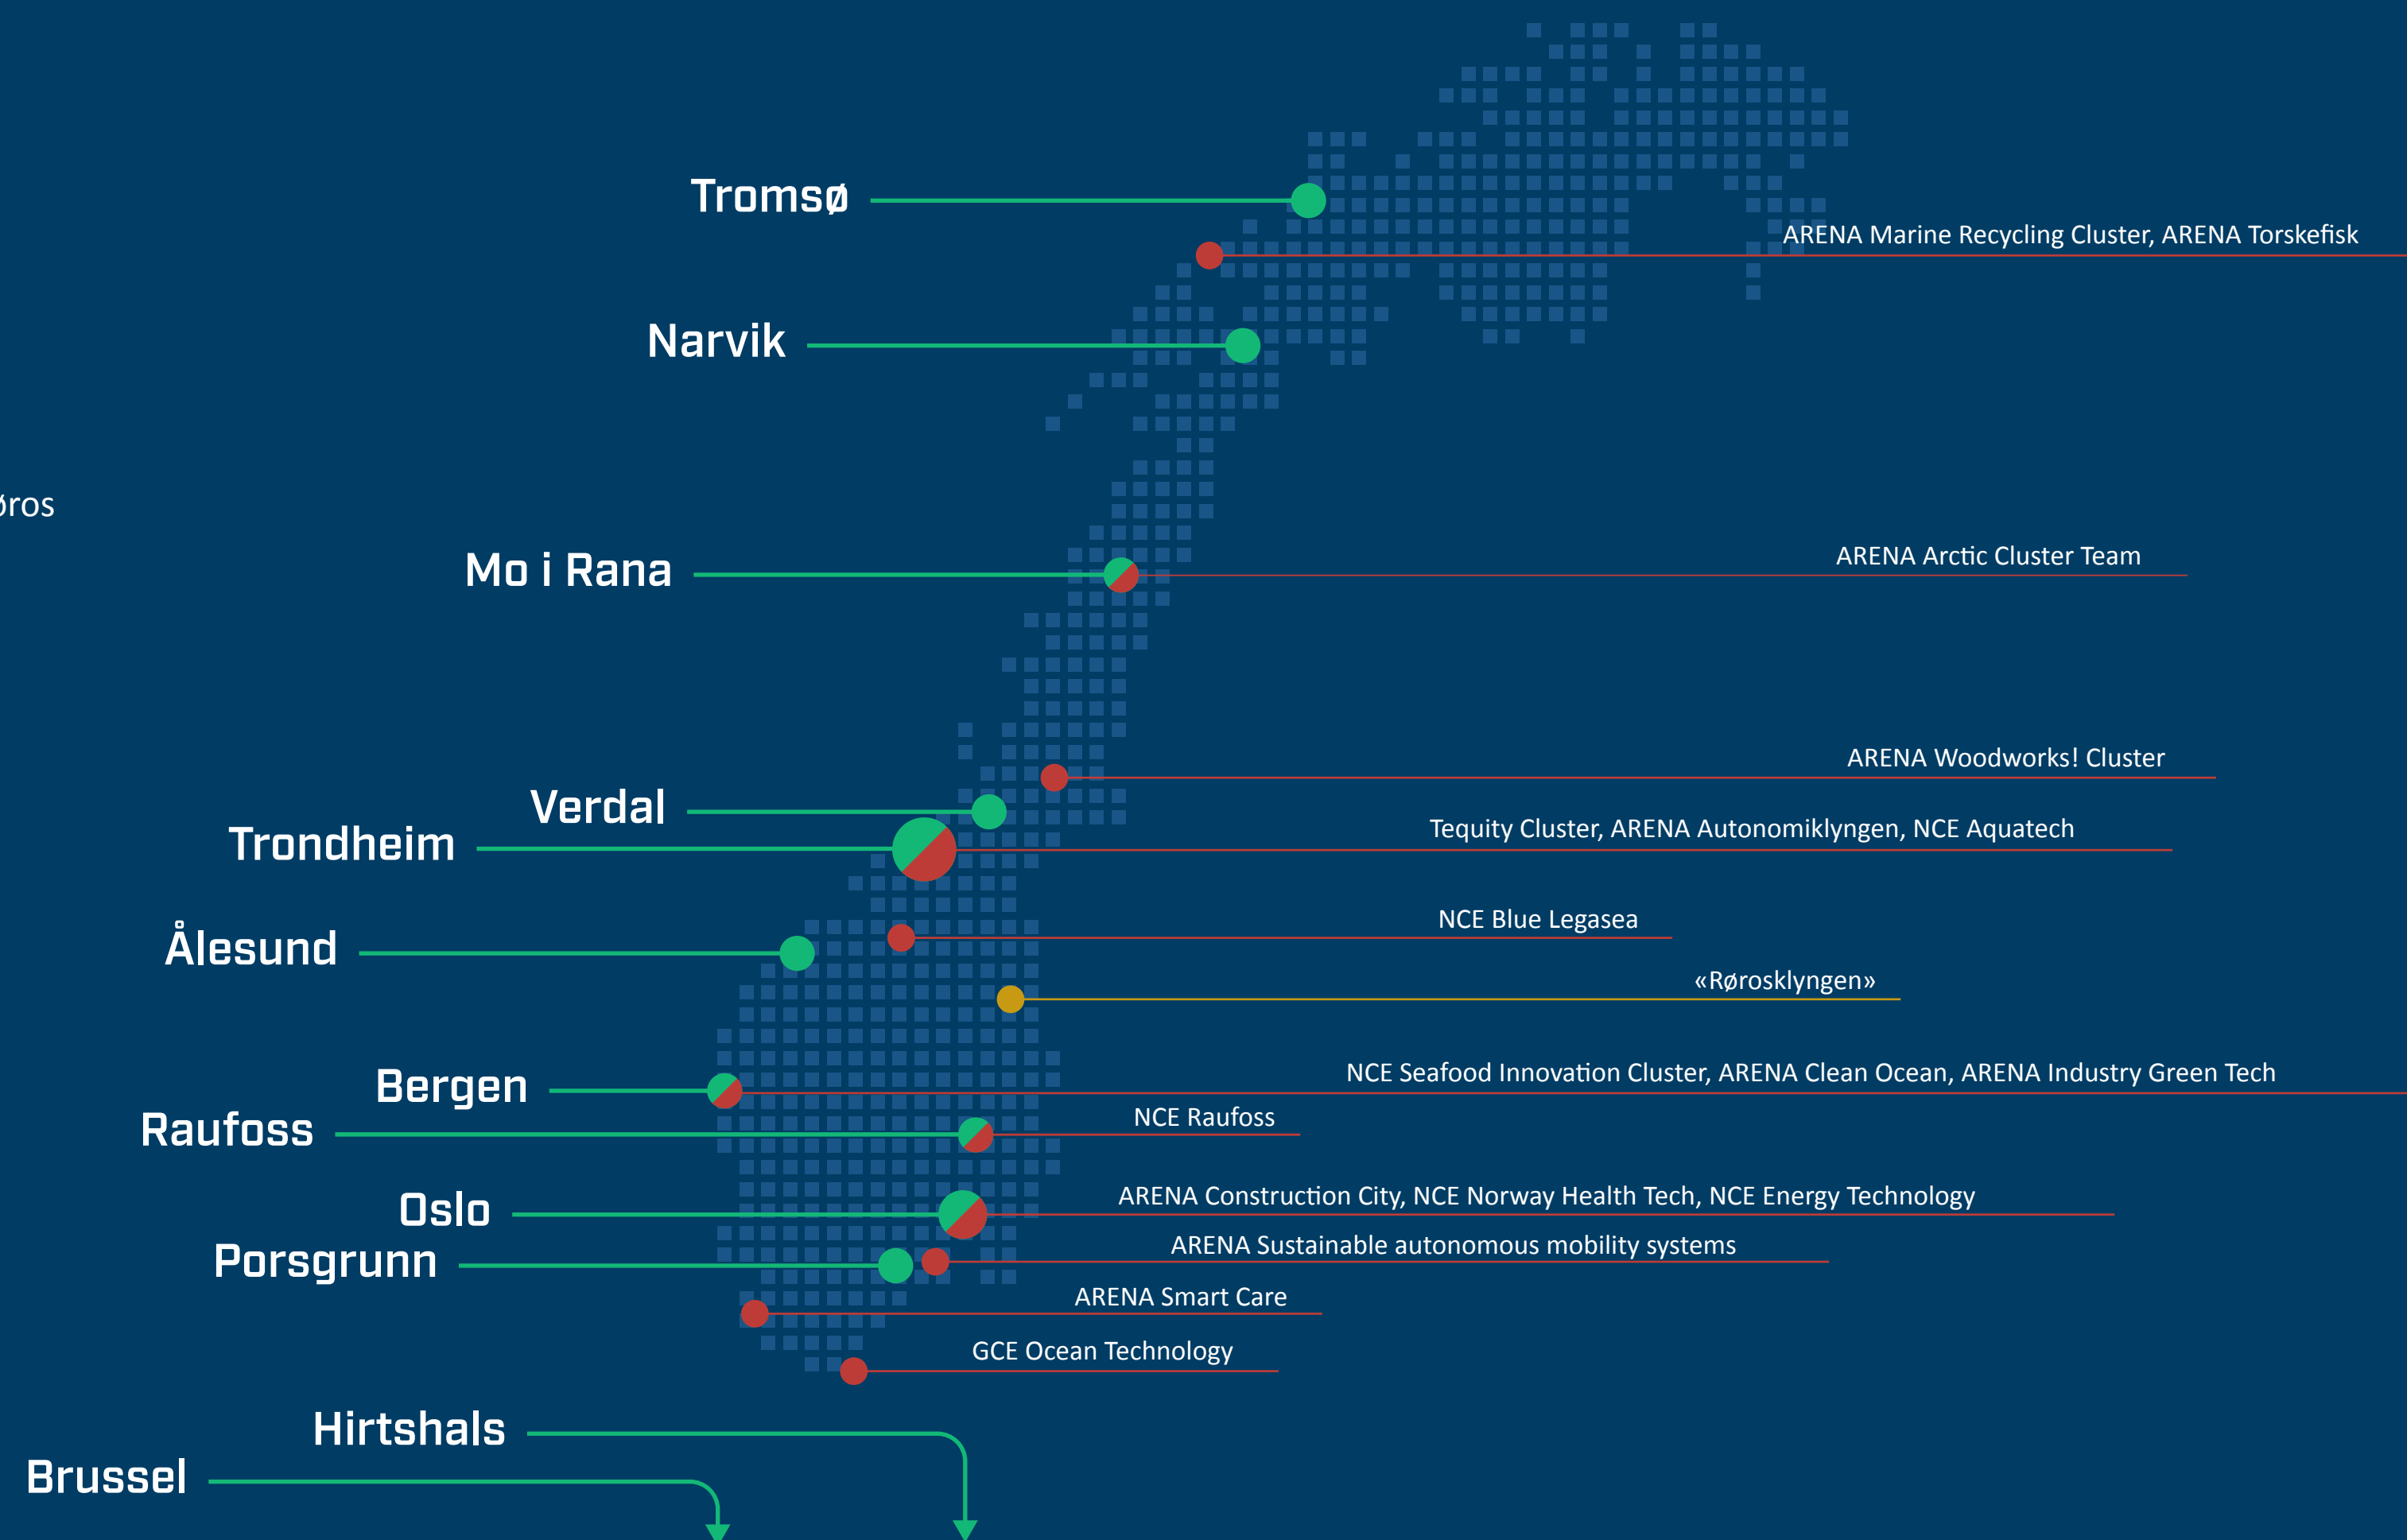 Tromsø
ARENA Marine Recycling Cluster, ARENA Torskefisk
Narvik
øros
Mo i Rana
ARENA Arctic Cluster Team
ARENA Woodworks! Cluster
Verdal
Trondheim
Tequity Cluster, ARENA Autonomiklyngen, NCE Aquatech
Ålesund
NCE Blue Legasea
«Rørosklyngen»
Bergen
NCE Seafood Innovation Cluster, ARENA Clean Ocean, ARENA Industry Green Tech
Raufoss
NCE Raufoss
Oslo
ARENA Construction City, NCE Norway Health Tech, NCE Energy Technology
Porsgrunn
ARENA Sustainable autonomous mobility systems
ARENA Smart Care
GCE Ocean Technology
Hirtshals
Brussel